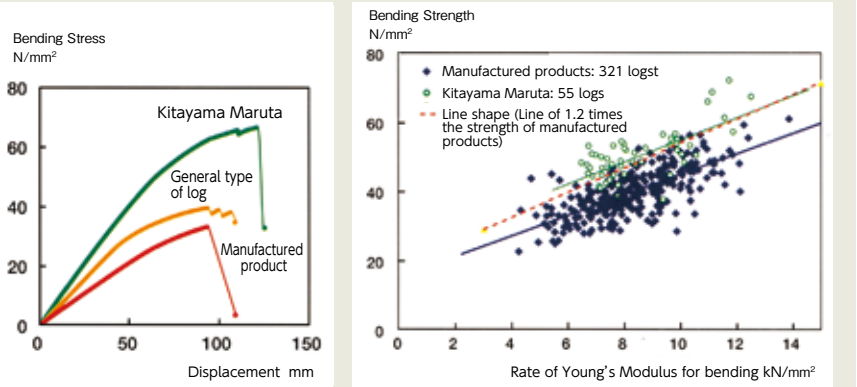 Bending Stress
N/mm²
80
60
40
20
0
0 50 100 150
Displacement mm
Kitayama Maruta
General type
of log
Manufactured
product
Bending Strength
N/mm²
80
60
40
20
0
0 2 4 6 8 10 12 14
Rate of Young's Modulus for bending kN/mm²
Manufactured products: 321 logst
Kitayama Maruta: 55 logs
Line shape (Line of 1.2 times
the strength of manufactured
products)